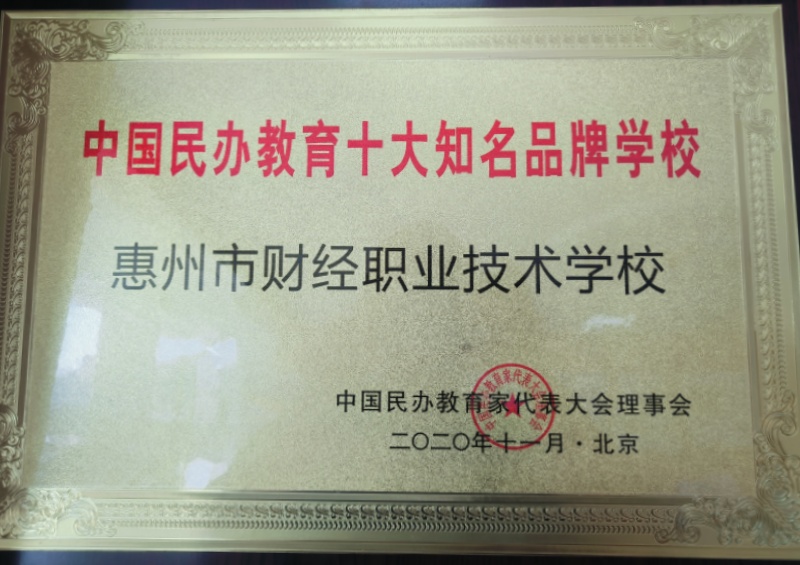 中国民办教育十大知名品牌学校
惠州市财经职业技术学校
中国民办教育家代表大会理事会
二〇二〇年十一月·北京